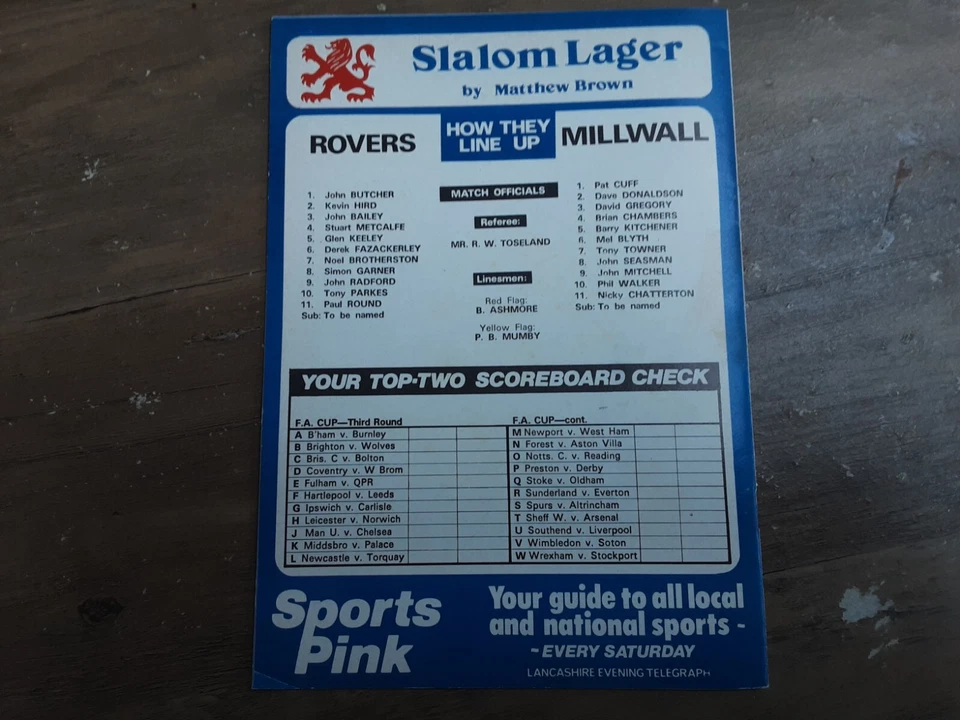 Slalom Lager
by Matthew Brown
HOW THEY
LINE UP
ROVERS
1. John BUTCHER
2. Kevin HIRD
3. John BAILEY
4. Stuart METCALFE
5. Glen KEELEY
6. Derek FAZACKERLEY
7. Noel BROTHERSTON
8. Simon GARNER
9. John RADFORD
10. Tony PARKES
11. Paul ROUND
Sub: To be named
MATCH OFFICIALS
Referee:
MR. R. W. TOSELAND
Linesmen:
Red Flag:
B. ASHMORE
Yellow Flag:
P. B. MUMBY
MILLWALL
1. Pat CUFF
2. Dave DONALDSON
3. David GREGORY
4. Brian CHAMBERS
5. Barry KITCHENER
6. Mel BLYTH
7. Tony TOWNER
8. John SEASMAN
9. John MITCHELL
10. Phil WALKER
11. Nicky CHATTERTON
Sub: To be named
YOUR TOP-TWO SCOREBOARD CHECK
F.A. CUP—Third Round
A B'ham v. Burnley
B Brighton v. Wolves
C Bris. C v. Bolton
D Coventry v. W Brom
E Fulham v. QPR
F Hartlepool v. Leeds
G Ipswich v. Carlisle
H Leicester v. Norwich
J Man U. v. Chelsea
K Middsbro v. Palace
L Newcastle v. Torquay
F.A. CUP—cont.
M Newport v. West Ham
N Forest v. Aston Villa
O Notts. C. v. Reading
P Preston v. Derby
Q Stoke v. Oldham
R Sunderland v. Everton
S Spurs v. Altrincham
T Sheff W. v. Arsenal
U Southend v. Liverpool
V Wimbledon v. Soton
W Wrexham v. Stockport
Sports
Pink
Your guide to all local
and national sports -
- EVERY SATURDAY
LANCASHIRE EVENING TELEGRAPH